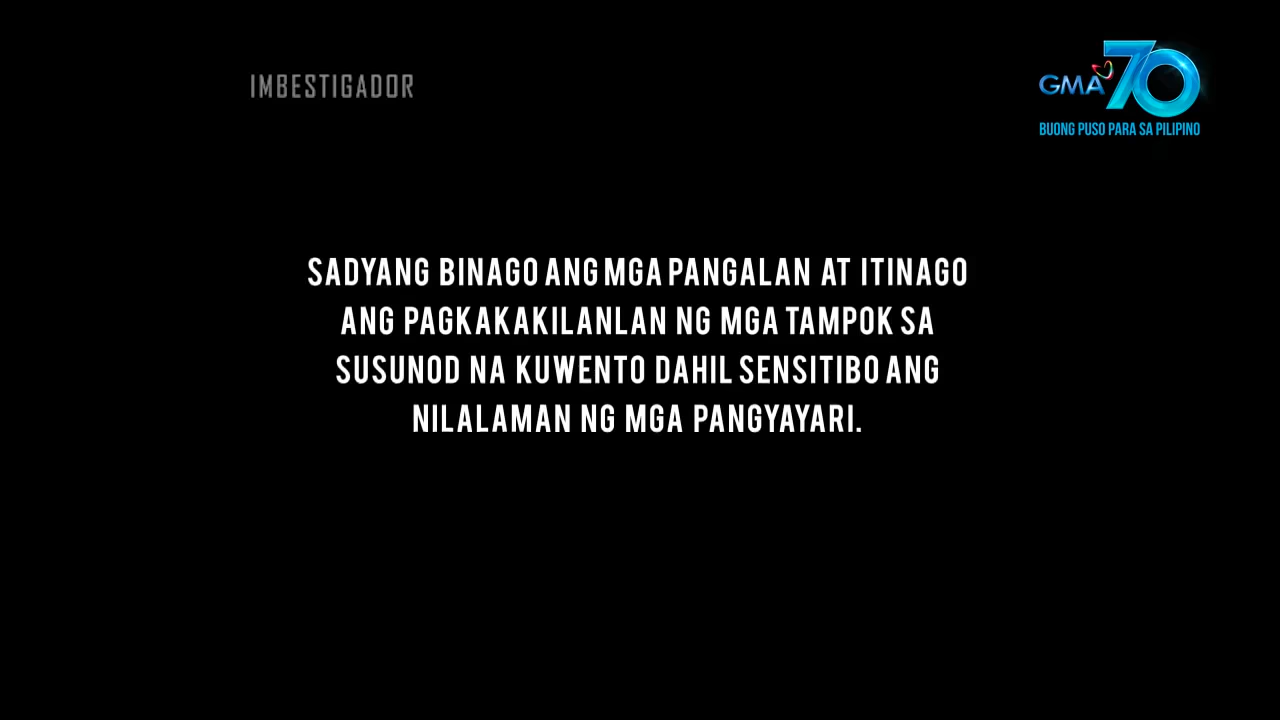 IMBESTIGADOR
GMA 70
BUONG PUSO PARA SA PILIPINO
SADYANG BINAGO ANG MGA PANGALAN AT ITINAGO
ANG PAGKAKAKILANLAN NG MGA TAMPOK SA
SUSUNOD NA KUWENTO DAHIL SENSITIBO ANG
NILALAMAN NG MGA PANGYAYARI.